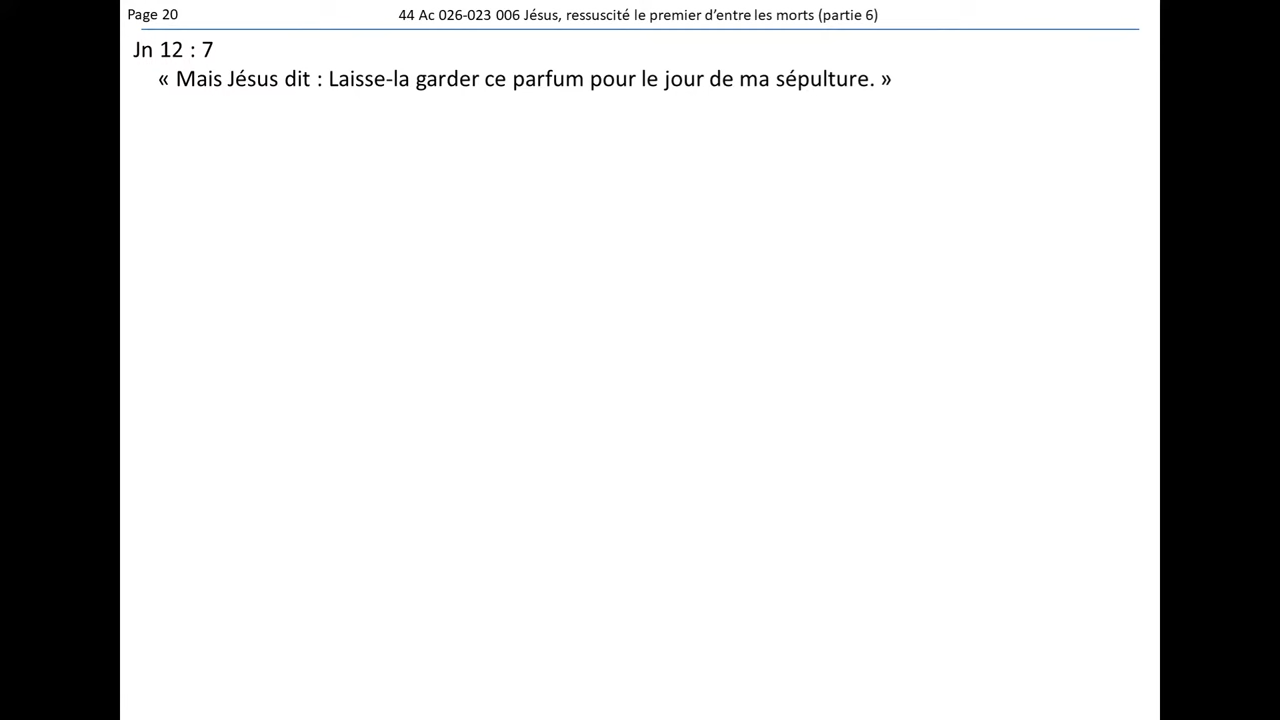 Page 20
44 Ac 026-023 006 Jésus, ressuscité le premier d’entre les morts (partie 6)
Jn 12 : 7
« Mais Jésus dit : Laisse-la garder ce parfum pour le jour de ma sépulture. »